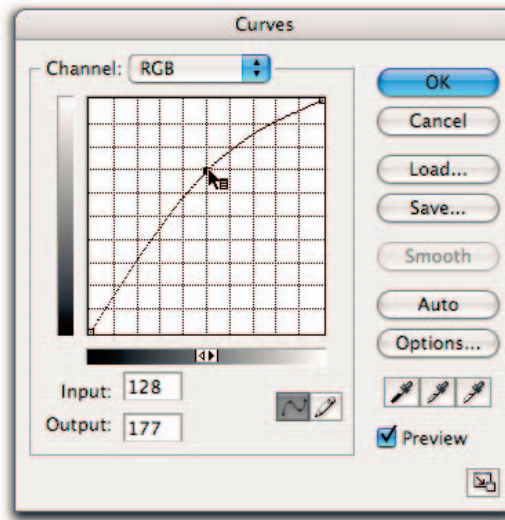 Curves
Channel: RGB
OK
Cancel
Load...
Save...
Smooth
Auto
Options...
Input: 128
Output: 177
Preview